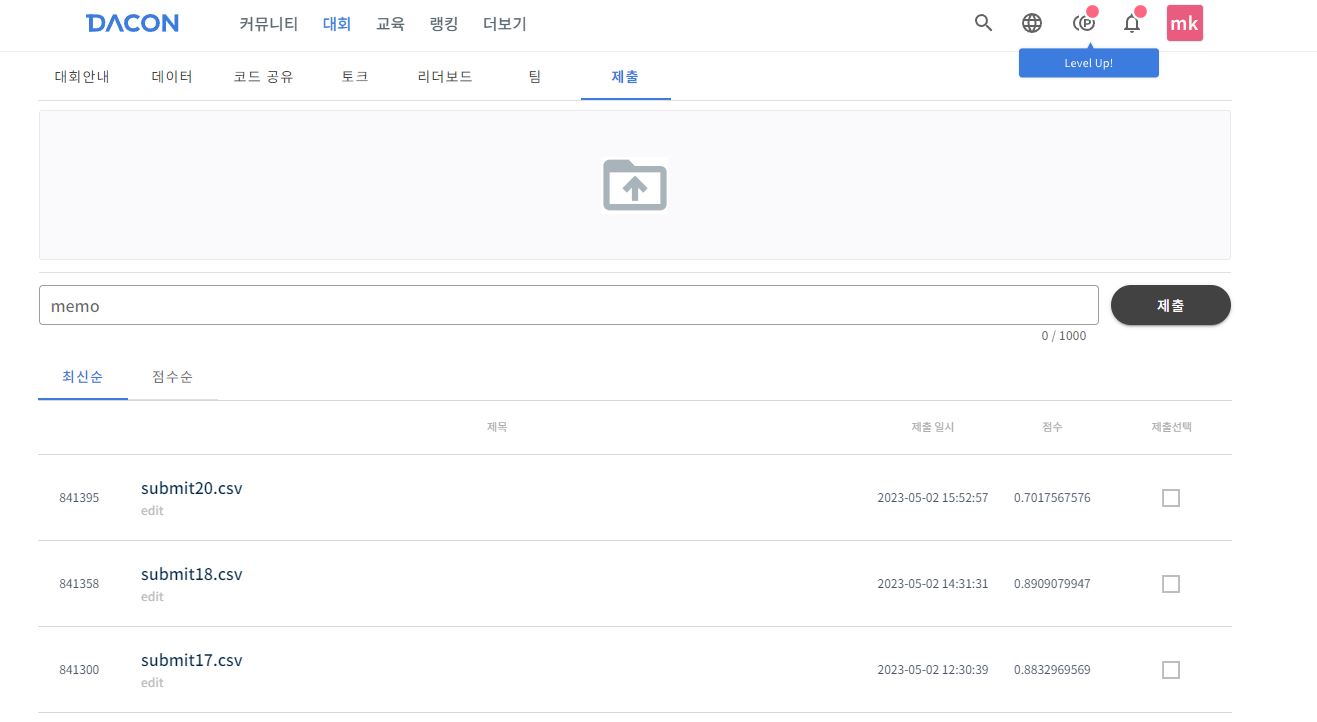 DACON 커뮤니티 대회 교육 랭킹 더보기 P mk
Level Up!
대회안내 데이터 코드 공유 토크 리더보드 팀 제출
memo 제출
0 / 1000
최신순 점수순
제목 제출 일시 점수 제출선택
841395 submit20.csv 2023-05-02 15:52:57 0.7017567576
edit
841358 submit18.csv 2023-05-02 14:31:31 0.8909079947
edit
841300 submit17.csv 2023-05-02 12:30:39 0.8832969569
edit